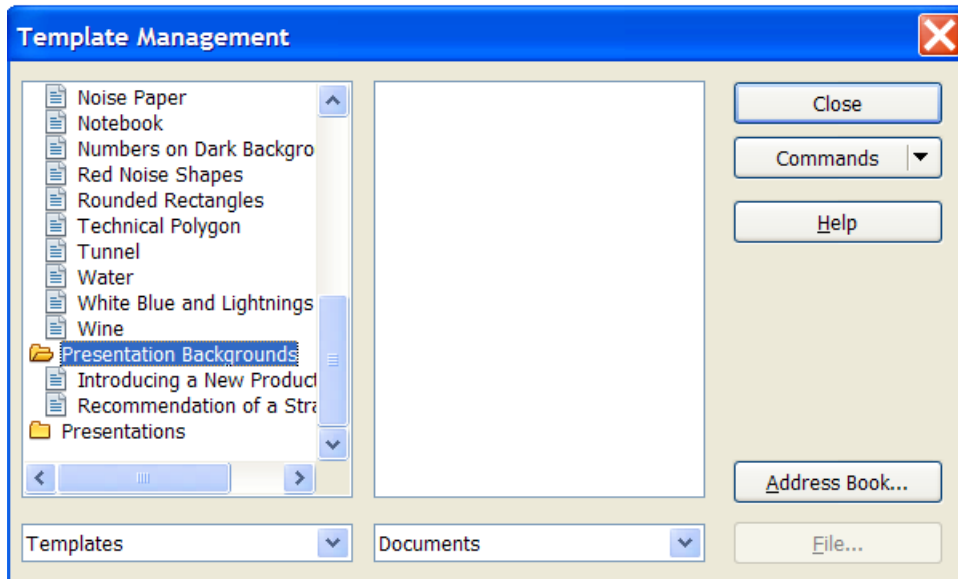 Template Management
Noise Paper
Notebook
Numbers on Dark Backgro
Red Noise Shapes
Rounded Rectangles
Technical Polygon
Tunnel
Water
White Blue and Lightnings
Wine
Presentation Backgrounds
Introducing a New Product
Recommendation of a Stra
Presentations
Templates
Documents
Close
Commands
Help
Address Book...
File...